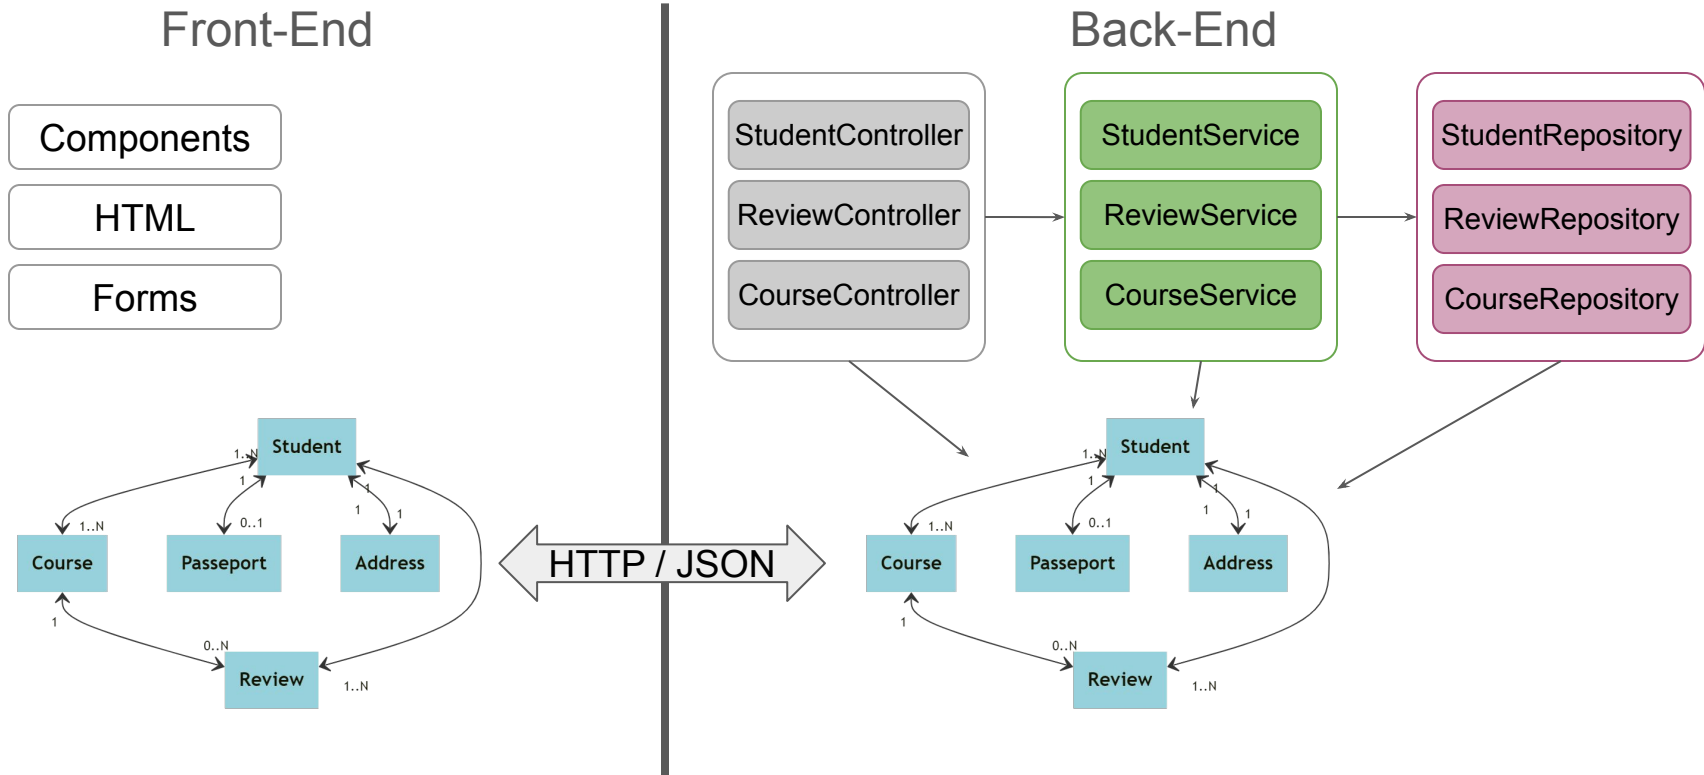 Front-End
Back-End
Components
HTML
Forms
StudentController
ReviewController
CourseController
StudentService
ReviewService
CourseService
StudentRepository
ReviewRepository
CourseRepository
Student
1..N
1
1
1..N
0..1
1
1
Course
Passeport
Address
1
0..N
Review
1..N
HTTP / JSON
Student
1..N
1
1
1..N
0..1
1
1
Course
Passeport
Address
1
0..N
Review
1..N